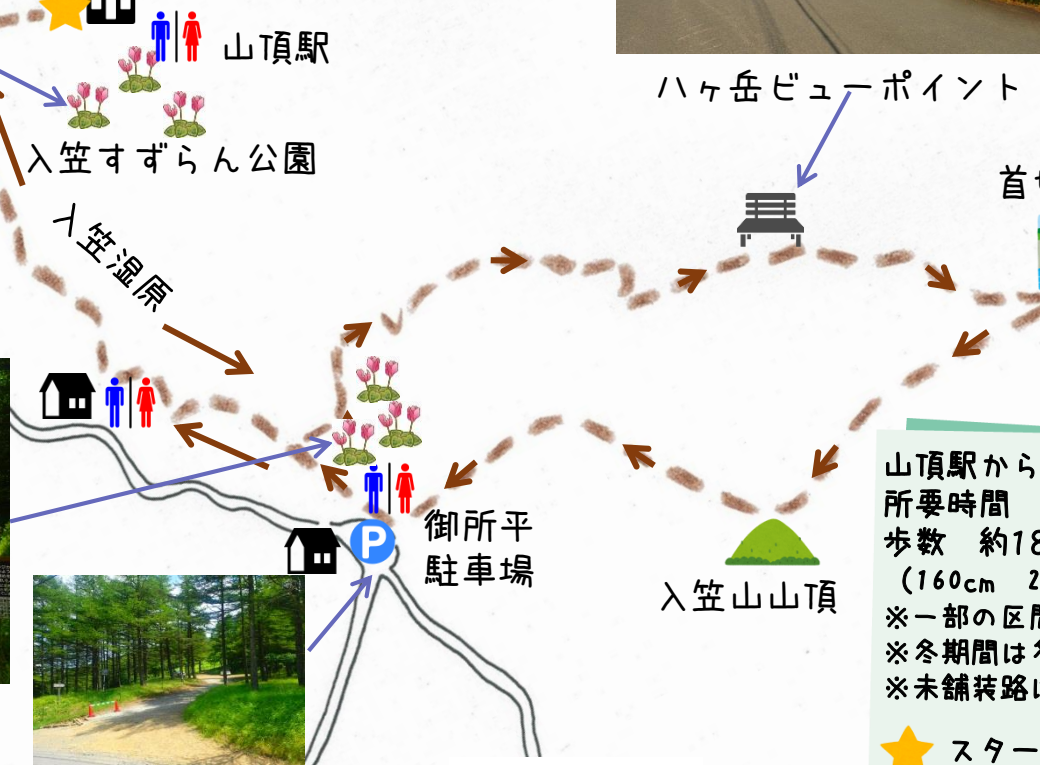 山頂駅
八ヶ岳ビューポイント
入笠すずらん公園
首
入笠湿原
P
御所平
駐車場
入笠山山頂
山頂駅から
所要時間
歩数 約18
(160cm 2
※一部の区間
※冬期間は
※未舗装路
スター